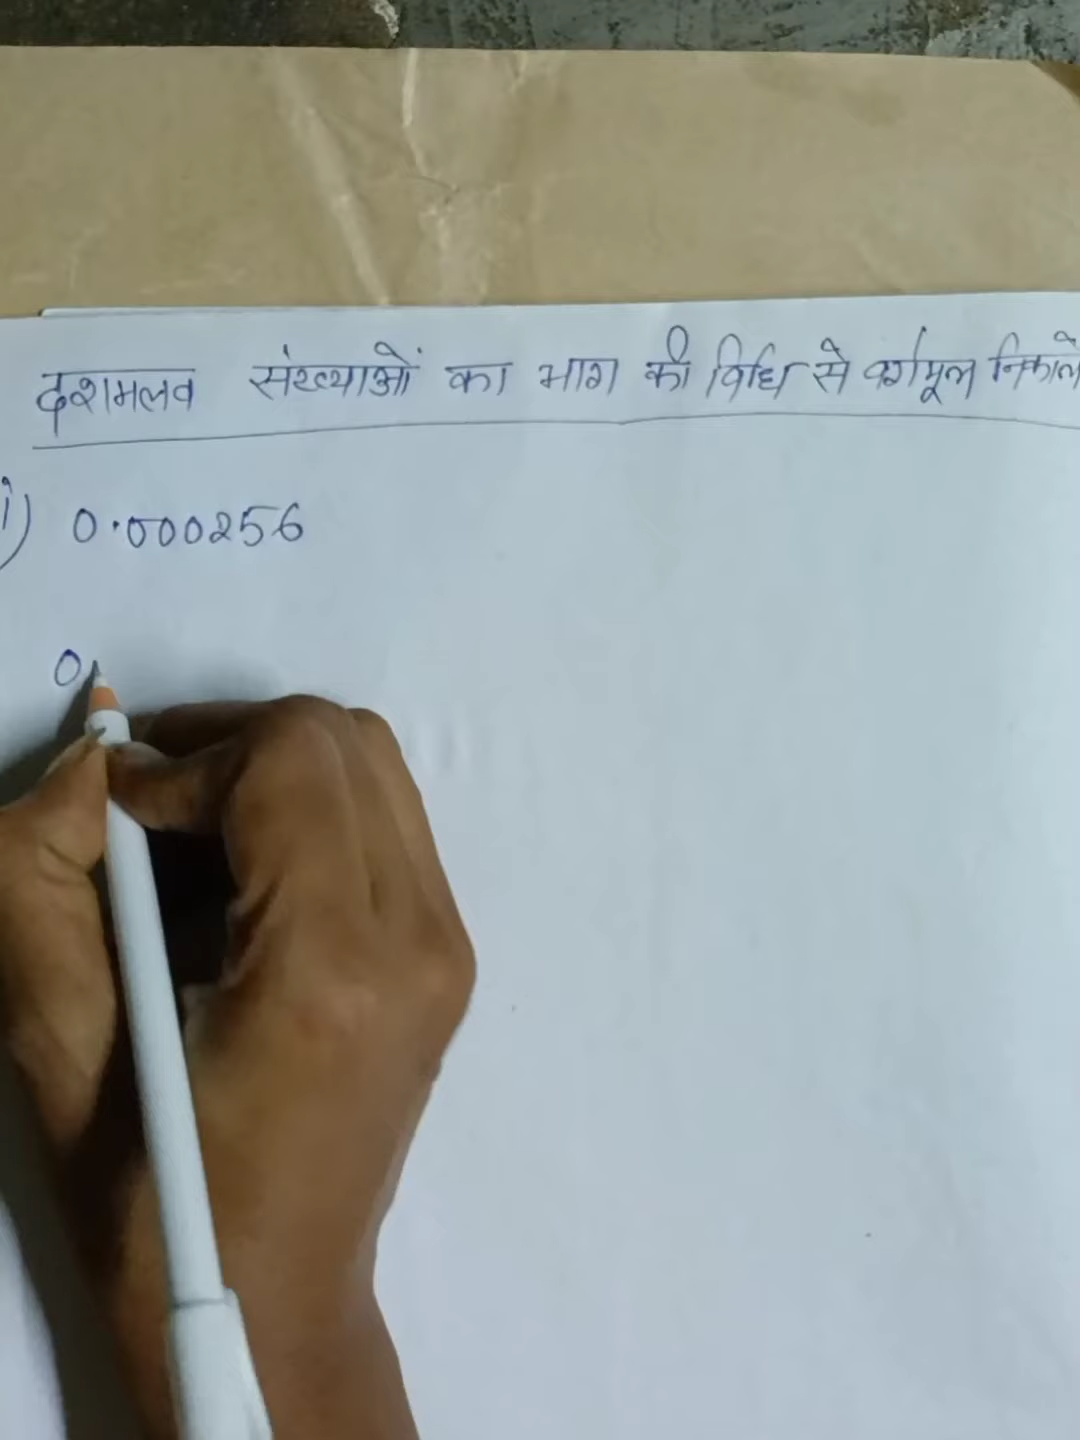 दशमलव संख्याओं का भाग की विधि से वर्गमूल निकाले
i) 0.000256
0.